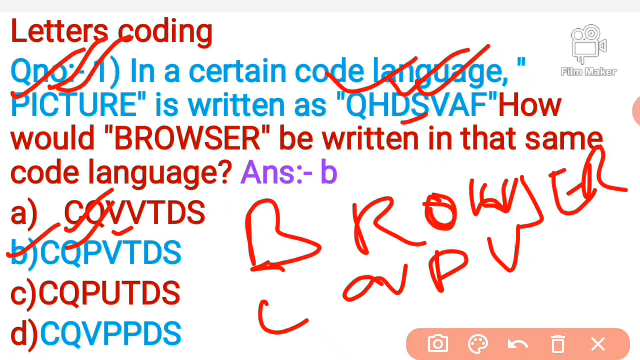 Letters coding
Qno:- 1) In a certain code language, "
PICTURE" is written as "QHDSVAF"How
would "BROWSER" be written in that same
code language? Ans:- b
a) CQVVTDS
b)CQPVTDS
c)CQPUTDS
d)CQVPPDS
Film Maker
B R O W S E R
C Q P V